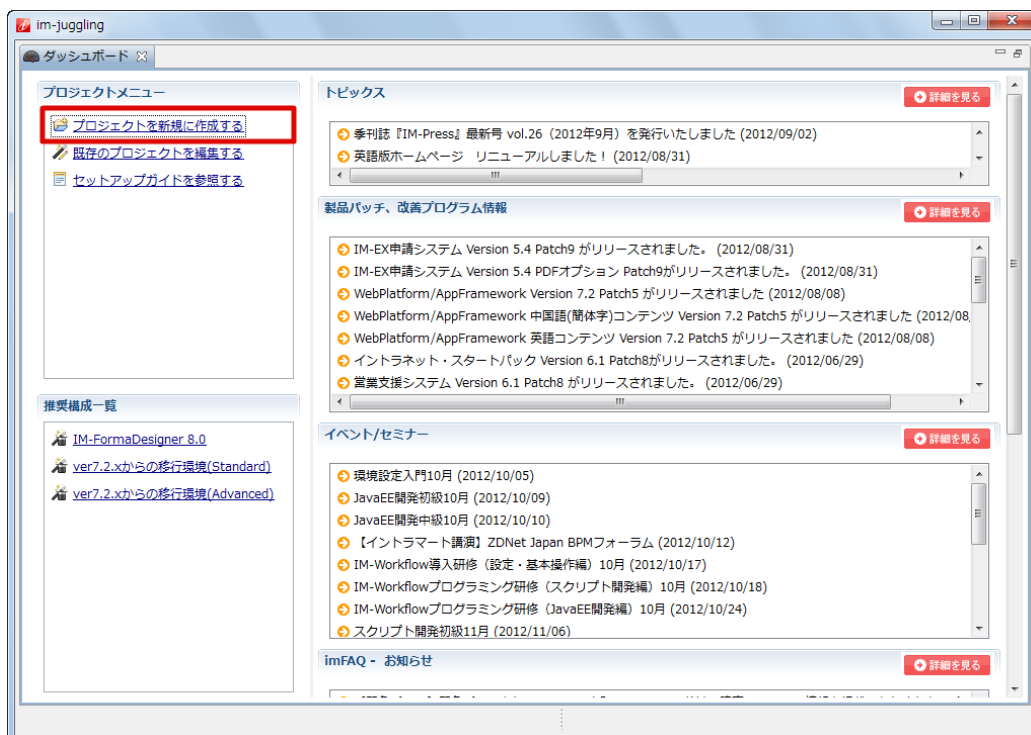 im-juggling
ダッシュボード
プロジェクトメニュー
プロジェクトを新規に作成する
既存のプロジェクトを編集する
セットアップガイドを参照する
推奨構成一覧
IM-FormaDesigner 8.0
ver7.2.xからの移行環境(Standard)
ver7.2.xからの移行環境(Advanced)
トピックス
詳細を見る
季刊誌『IM-Press』最新号 vol.26（2012年9月）を発行いたしました (2012/09/02)
英語版ホームページ　リニューアルしました！ (2012/08/31)
製品パッチ、改善プログラム情報
詳細を見る
IM-EX申請システム Version 5.4 Patch9 がリリースされました。 (2012/08/31)
IM-EX申請システム Version 5.4 PDFオプション Patch9がリリースされました。 (2012/08/31)
WebPlatform/AppFramework Version 7.2 Patch5 がリリースされました (2012/08/08)
WebPlatform/AppFramework 中国語(簡体字)コンテンツ Version 7.2 Patch5 がリリースされました (2012/08,
WebPlatform/AppFramework 英語コンテンツ Version 7.2 Patch5 がリリースされました (2012/08/08)
イントラネット・スタートパック Version 6.1 Patch8がリリースされました。 (2012/06/29)
営業支援システム Version 6.1 Patch8 がリリースされました。 (2012/06/29)
イベント/セミナー
詳細を見る
環境設定入門10月 (2012/10/05)
JavaEE開発初級10月 (2012/10/09)
JavaEE開発中級10月 (2012/10/10)
【イントラマート講演】ZDNet Japan BPMフォーラム (2012/10/12)
IM-Workflow導入研修（設定・基本操作編）10月 (2012/10/17)
IM-Workflowプログラミング研修（スクリプト開発編）10月 (2012/10/18)
IM-Workflowプログラミング研修（JavaEE開発編）10月 (2012/10/24)
スクリプト開発初級11月 (2012/11/06)
imFAQ - お知らせ
詳細を見る